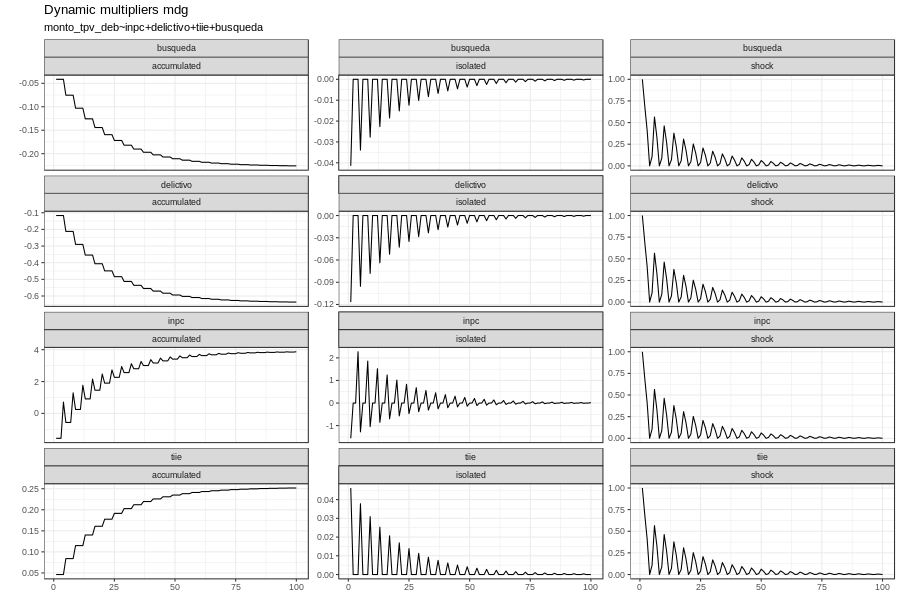 Dynamic multipliers mdg
monto_tpv_deb~inpc+delictivo+tiie+busqueda
busqueda busqueda busqueda
accumulated isolated shock
-0.05 0.00 1.00
-0.10 -0.01 0.75
-0.15 -0.02 0.50
-0.20 -0.03 0.25
-0.04 0.00
delictivo delictivo delictivo
accumulated isolated shock
-0.1 0.00 1.00
-0.2 -0.03 0.75
-0.3 -0.06 0.50
-0.4 -0.09 0.25
-0.5 -0.12 0.00
-0.6
inpc inpc inpc
accumulated isolated shock
4 2 1.00
2 1 0.75
0 0 0.50
-1 0.25
0.00
tiie tiie tiie
accumulated isolated shock
0.25 0.04 1.00
0.20 0.03 0.75
0.15 0.02 0.50
0.10 0.01 0.25
0.05 0.00 0.00
0 25 50 75 100 0 25 50 75 100 0 25 50 75 100